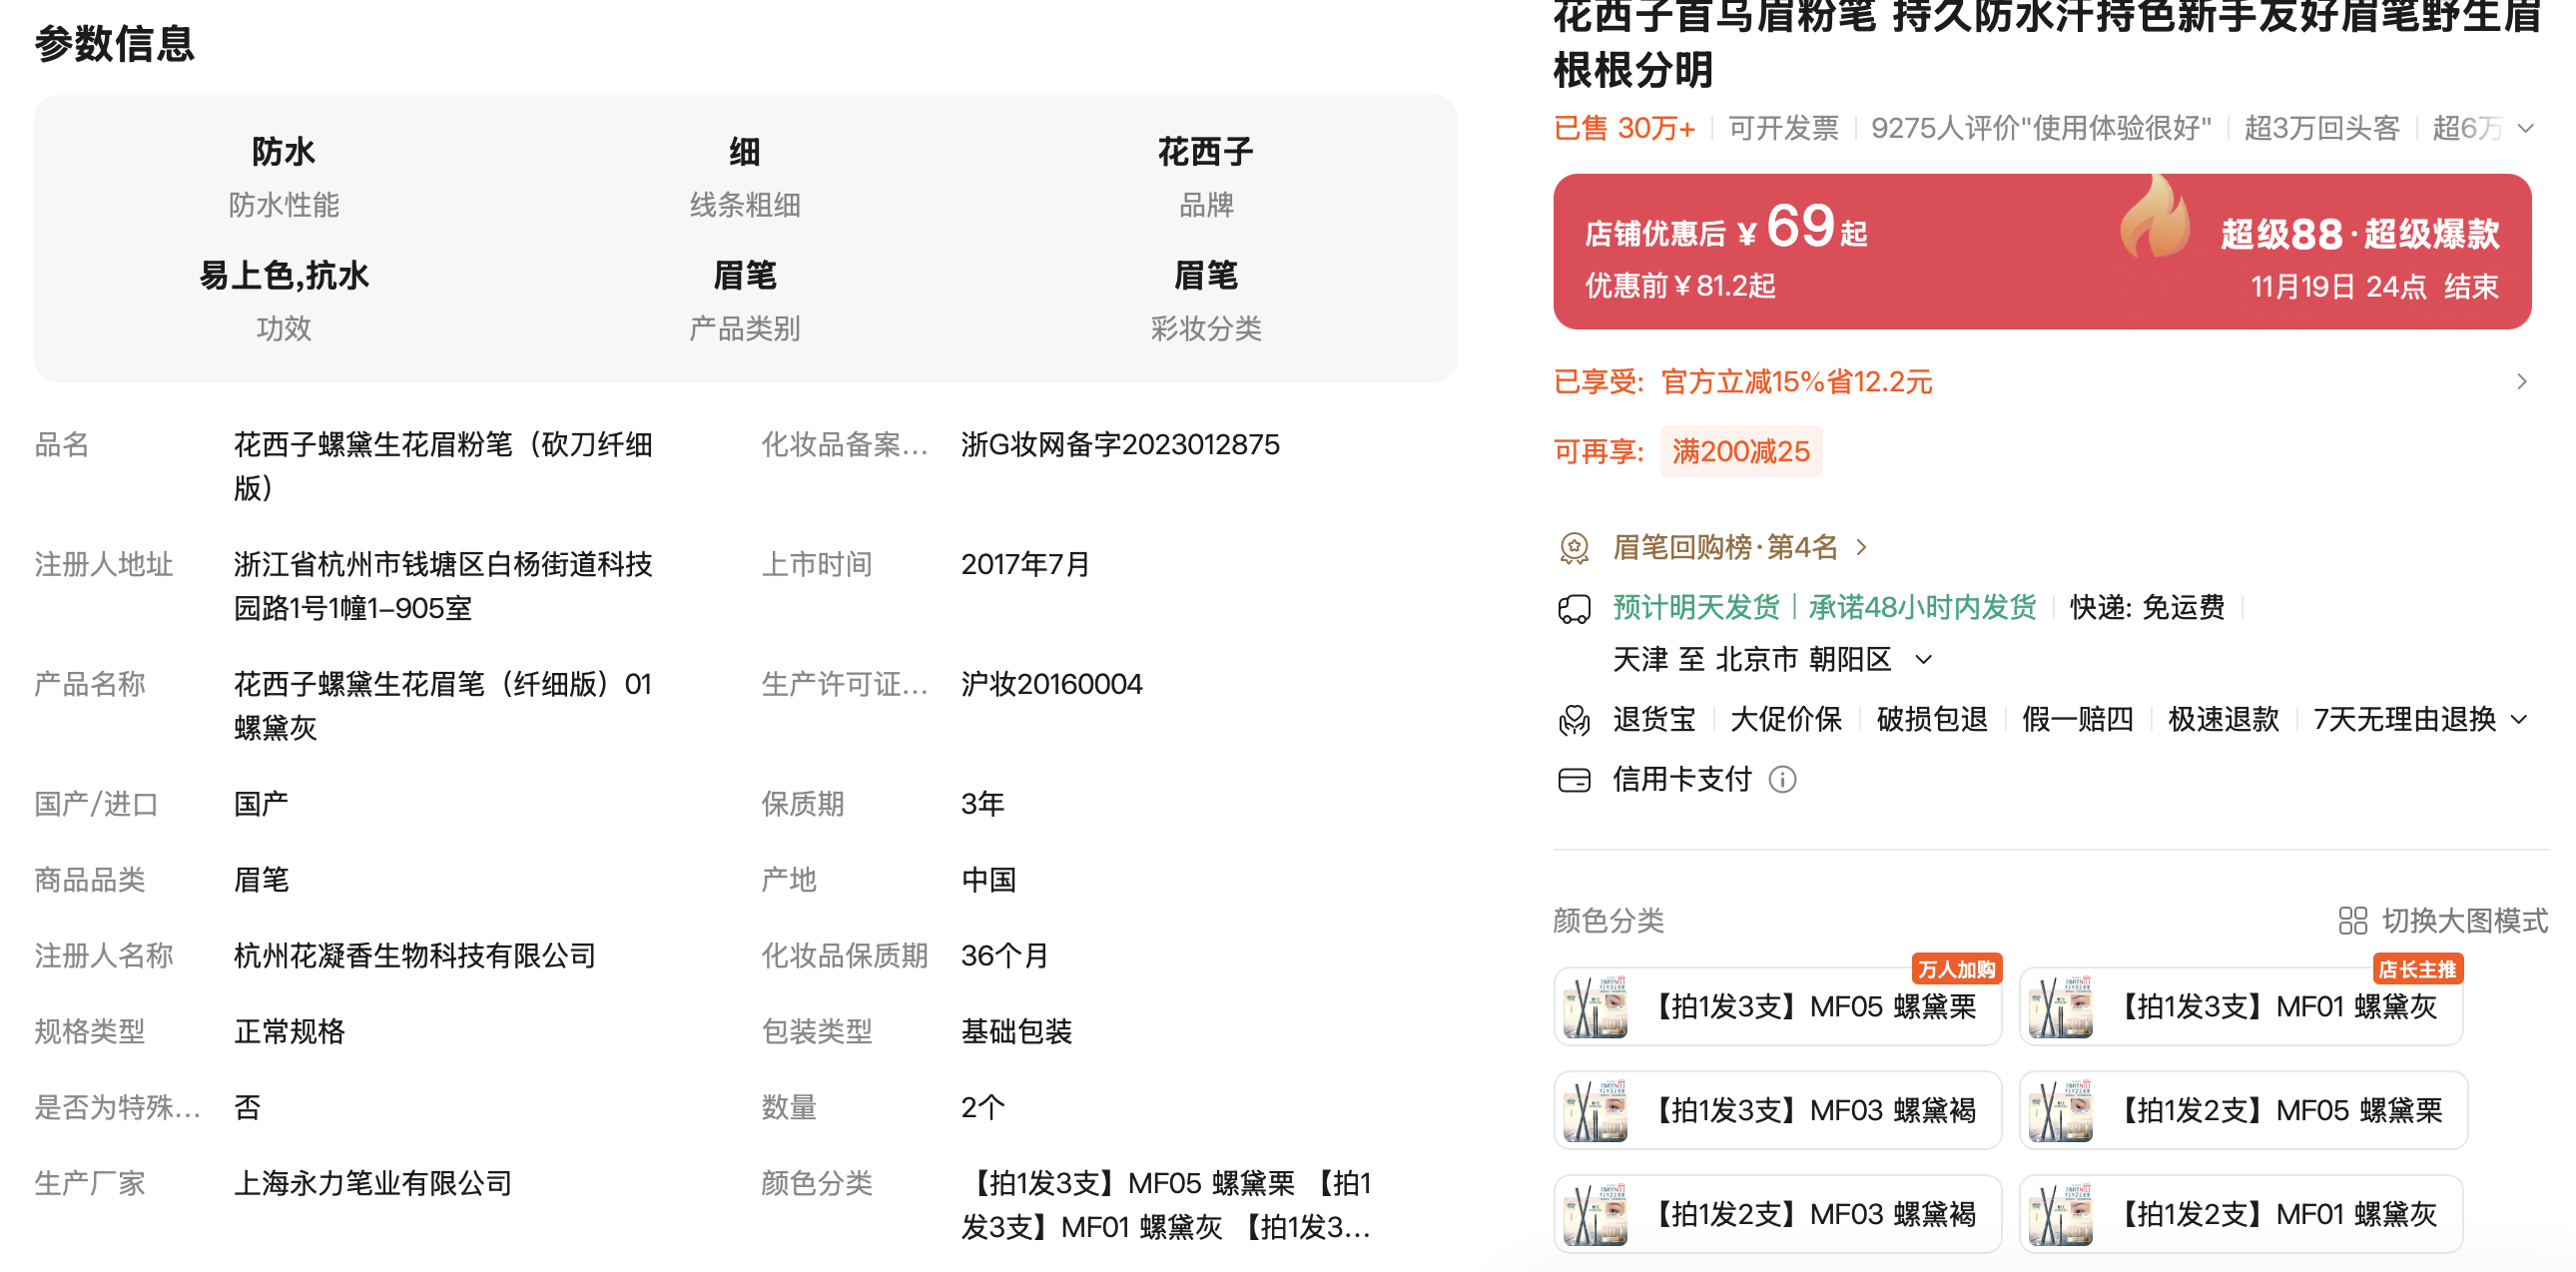 参数信息
防水
防水性能
细
线条粗细
花西子
品牌
易上色,抗水
功效
眉笔
产品类别
眉笔
彩妆分类
品名
花西子螺黛生花眉粉笔（砍刀纤细
版）
化妆品备案...
浙G妆网备字2023012875
注册人地址
浙江省杭州市钱塘区白杨街道科技
园路1号1幢1-905室
上市时间
2017年7月
产品名称
花西子螺黛生花眉笔（纤细版）01
螺黛灰
生产许可证...
沪妆20160004
国产/进口
国产
保质期
3年
商品品类
眉笔
产地
中国
注册人名称
杭州花凝香生物科技有限公司
化妆品保质期
36个月
规格类型
正常规格
包装类型
基础包装
是否为特殊...
否
数量
2个
生产厂家
上海永力笔业有限公司
颜色分类
【拍1发3支】MF05 螺黛栗 【拍1
发3支】MF01 螺黛灰 【拍1发3...
花西子首乌眉粉笔 持久防水汗持色新手友好眉笔野生眉
根根分明
已售 30万+ 可开发票 9275人评价"使用体验很好" 超3万回头客 超6万
店铺优惠后 ¥ 69 起
优惠前 ¥ 81.2起
超级88·超级爆款
11月19日 24点 结束
已享受: 官方立减15%省12.2元
可再享: 满200减25
眉笔回购榜·第4名
预计明天发货 | 承诺48小时内发货 快递: 免运费
天津 至 北京市 朝阳区
退货宝 大促价保 破损包退 假一赔四 极速退款 7天无理由退换
信用卡支付
颜色分类
切换大图模式
万人加购
【拍1发3支】MF05 螺黛栗
店长主推
【拍1发3支】MF01 螺黛灰
【拍1发3支】MF03 螺黛褐
【拍1发2支】MF05 螺黛栗
【拍1发2支】MF03 螺黛褐
【拍1发2支】MF01 螺黛灰